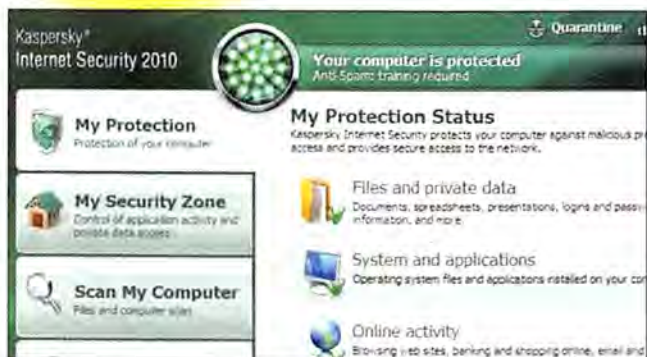 Kaspersky®
Internet Security 2010
Quarantine
Your computer is protected
Anti-Spam: training required
My Protection
Protection of your computer
My Security Zone
Control of application activity and
private data access
Scan My Computer
Files and computer scan
My Protection Status
Kaspersky Internet Security protects your computer against malicious
access and provides secure access to the network.
Files and private data
Documents, spreadsheets, presentations, logins and
information, and more
System and applications
Operating system files and applications installed on your
Online activity
Browsing web sites, banking and shopping online, email and